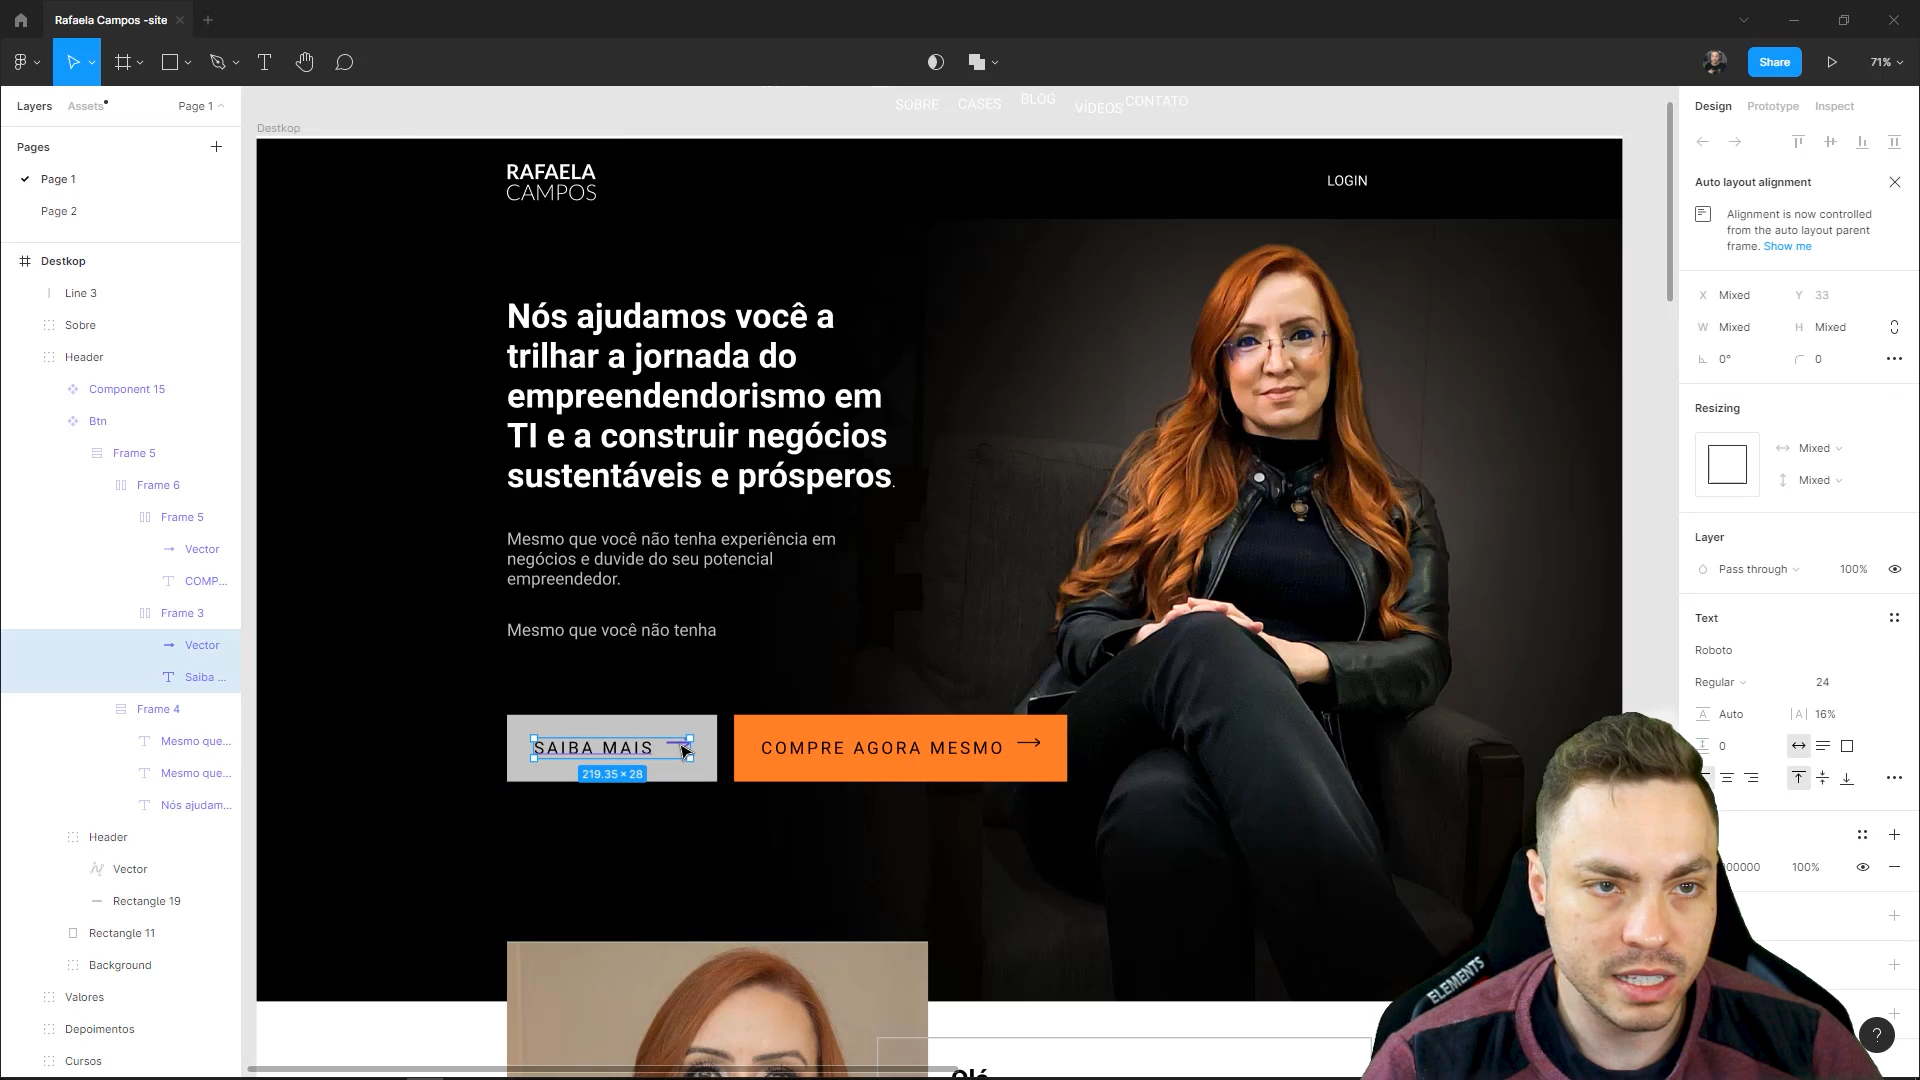 Rafaela Campos -site
Share
71%
Layers
Assets
Page 1
SOBRE
CASES
BLOG
VÍDEOS
CONTATO
Design
Prototype
Inspect
Destkop
Pages
Page 1
Page 2
Destkop
Line 3
Sobre
Header
Component 15
Btn
Frame 5
Frame 6
Frame 5
Vector
COMP...
Frame 3
Vector
Saiba ...
Frame 4
Mesmo que...
Mesmo que...
Nós ajudam...
Header
Vector
Rectangle 19
Rectangle 11
Background
Valores
Depoimentos
Cursos
RAFAELA
CAMPOS
LOGIN
Nós ajudamos você a
trilhar a jornada do
empreendendorismo em
TI e a construir negócios
sustentáveis e prósperos.
Mesmo que você não tenha experiência em
negócios e duvide do seu potencial
empreendedor.
Mesmo que você não tenha
SAIBA MAIS
219.35 × 28
COMPRE AGORA MESMO
Auto layout alignment
Alignment is now controlled
from the auto layout parent
frame. Show me
X Mixed Y 33
W Mixed H Mixed
0° 0
Resizing
Mixed
Mixed
Layer
Pass through 100%
Text
Roboto
Regular 24
A Auto |A| 16%
0
100%
ELEMENTS
?